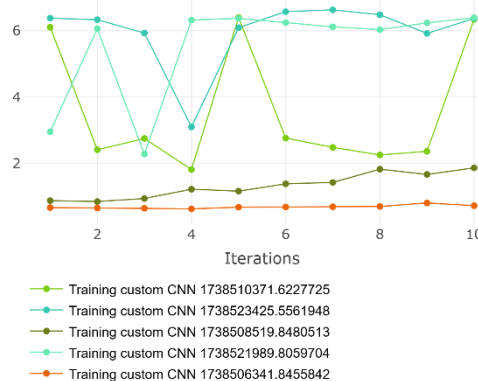 6
4
2
2 4 6 8 10
Iterations
Training custom CNN 1738510371.6227725
Training custom CNN 1738523425.5561948
Training custom CNN 1738508519.8480513
Training custom CNN 1738521989.8059704
Training custom CNN 1738506341.8455842